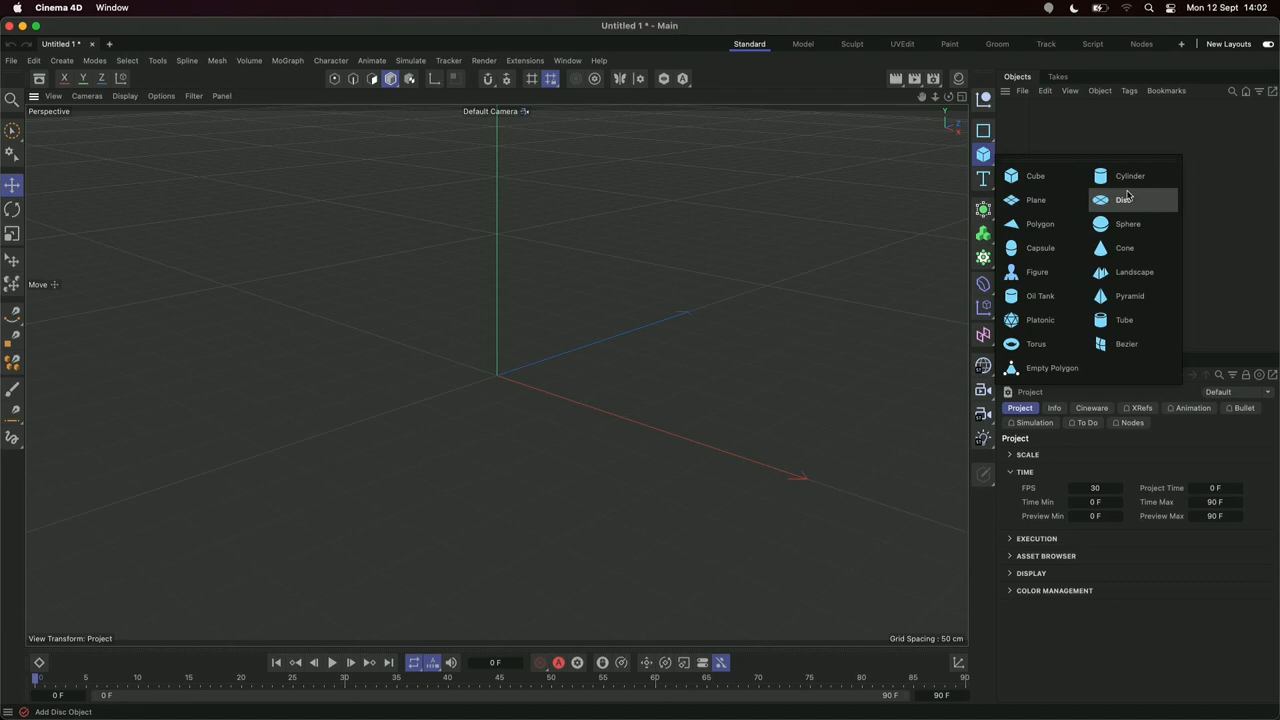 Cinema 4D Window Mon 12 Sept 14:02
Untitled 1 * - Main
Untitled 1 * Standard Model Sculpt UVEdit Paint Groom Track Script Nodes New Layouts
File Edit Create Modes Select Tools Spline Mesh Volume MoGraph Character Animate Simulate Tracker Render Extensions Window Help
X Y Z
Objects Takes
File Edit View Object Tags Bookmarks
View Cameras Display Options Filter Panel
Perspective Default Camera
Y
Z
X
Move
Cube Cylinder
Plane Disc
Polygon Sphere
Capsule Cone
Figure Landscape
Oil Tank Pyramid
Platonic Tube
Torus Bezier
Empty Polygon
Project Default
Project Info Cineware XRefs Animation Bullet
Simulation To Do Nodes
Project
SCALE
TIME
FPS 30 Project Time 0 F
Time Min 0 F Time Max 90 F
Preview Min 0 F Preview Max 90 F
EXECUTION
ASSET BROWSER
DISPLAY
COLOR MANAGEMENT
View Transform: Project Grid Spacing : 50 cm
0 F
0 5 10 15 20 25 30 35 40 45 50 55 60 65 70 75 80 85 90
0 F 0 F 90 F 90 F
Add Disc Object